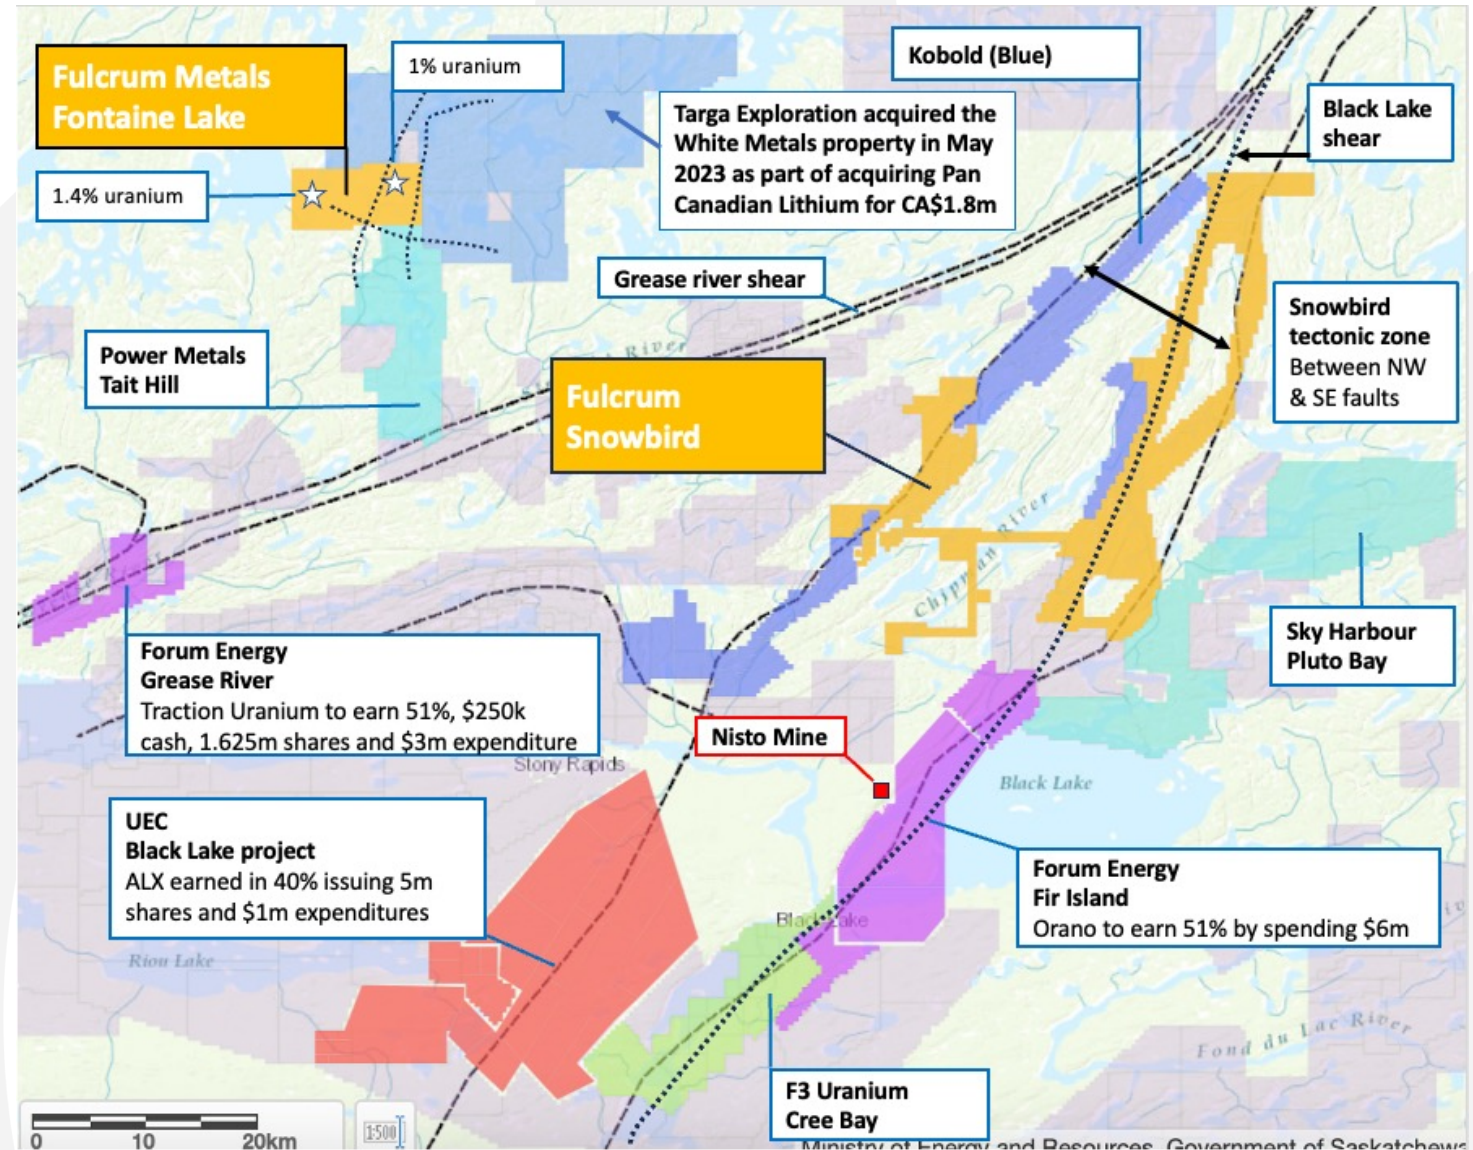 Fulcrum Metals
Fontaine Lake
1% uranium
1.4% uranium
Targa Exploration acquired the
White Metals property in May
2023 as part of acquiring Pan
Canadian Lithium for CA$1.8m
Kobold (Blue)
Black Lake
shear
Grease river shear
Snowbird
tectonic zone
Between NW
& SE faults
Power Metals
Tait Hill
River
Fulcrum
Snowbird
Chipman River
Sky Harbour
Pluto Bay
Forum Energy
Grease River
Traction Uranium to earn 51%, $250k
cash, 1.625m shares and $3m expenditure
Stony Rapids
Nisto Mine
Black Lake
UEC
Black Lake project
ALX earned in 40% issuing 5m
shares and $1m expenditures
Forum Energy
Fir Island
Orano to earn 51% by spending $6m
Black Lake
Riou Lake
Fond du Lac River
F3 Uranium
Cree Bay
0 10 20km
1:500
Ministry of Energy and Resources, Government of Saskatchewa